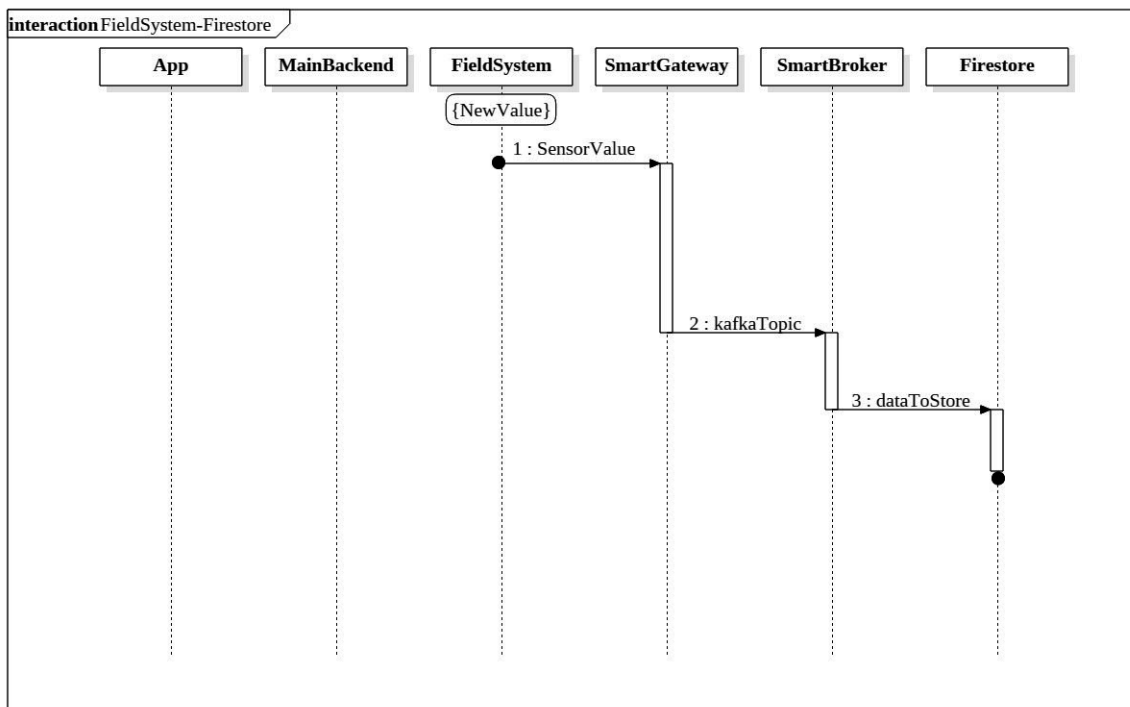 interaction FieldSystem-Firestore
App MainBackend FieldSystem SmartGateway SmartBroker Firestore
{NewValue}
1 : SensorValue
2 : kafkaTopic
3 : dataToStore